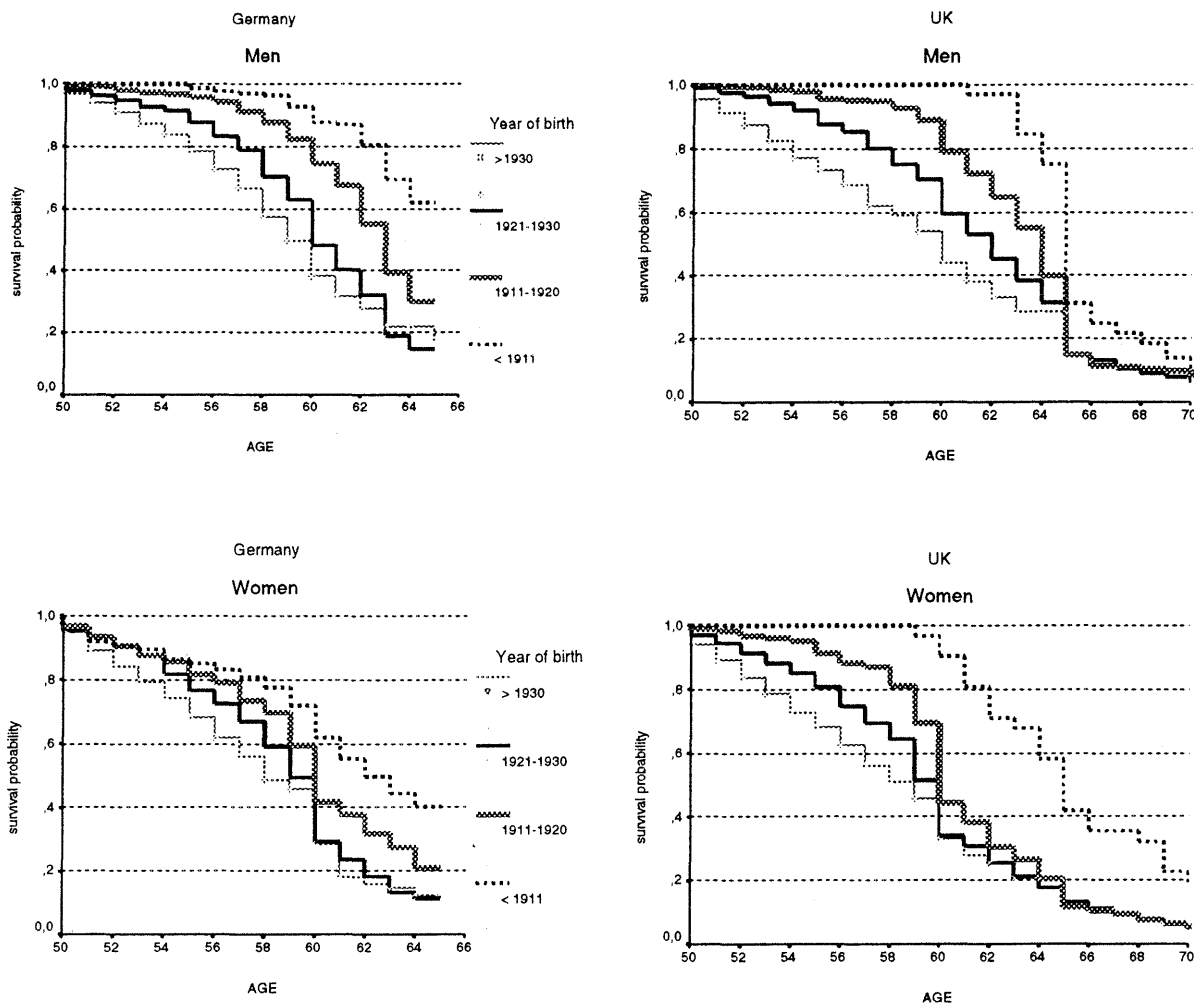 Germany
Men
1,0
,8
,6
,4
,2
0,0
survival probability
50 52 54 56 58 60 62 64 66
AGE
Year of birth
>1930
1921-1930
1911-1920
< 1911
UK
Men
1,0
,8
,6
,4
,2
0,0
survival probability
50 52 54 56 58 60 62 64 66 68 70
AGE
Germany
Women
1,0
,8
,6
,4
,2
0,0
survival probability
50 52 54 56 58 60 62 64 66
AGE
Year of birth
> 1930
1921-1930
1911-1920
< 1911
UK
Women
1,0
,8
,6
,4
,2
0,0
survival probability
50 52 54 56 58 60 62 64 66 68 70
AGE